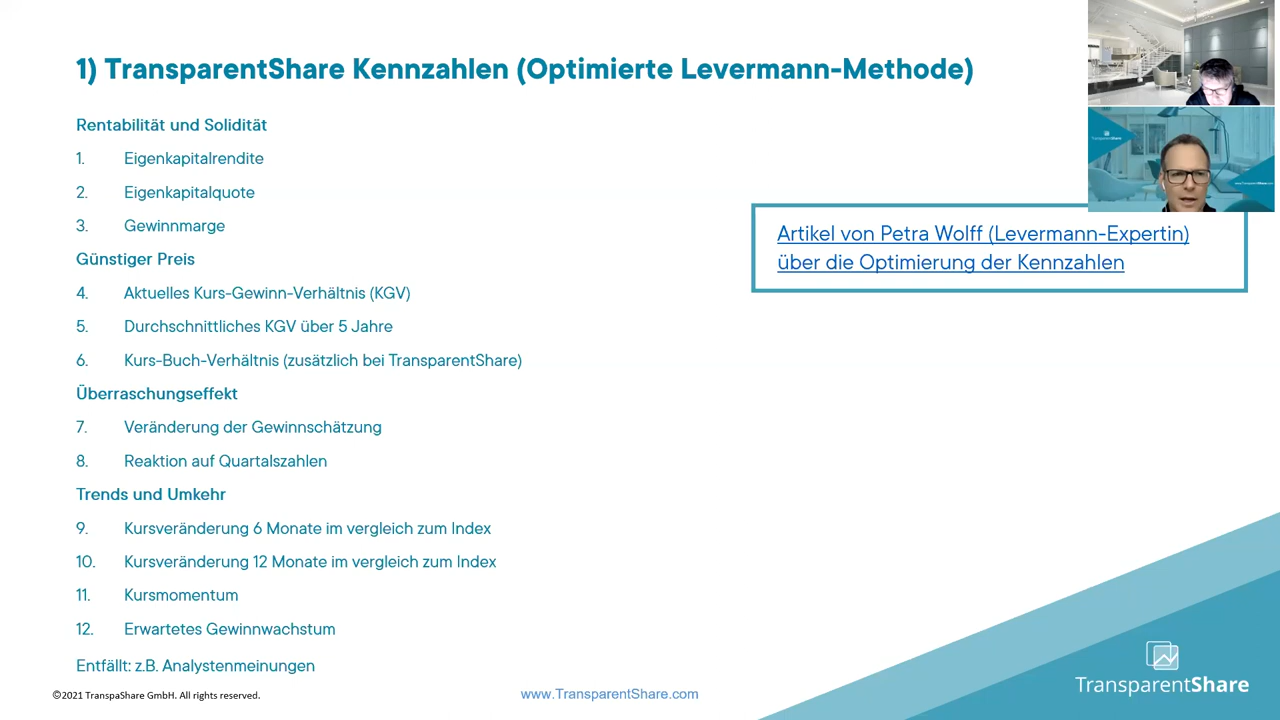 1) TransparentShare Kennzahlen (Optimierte Levermann-Methode)
Rentabilität und Solidität
1. Eigenkapitalrendite
2. Eigenkapitalquote
3. Gewinnmarge
Günstiger Preis
4. Aktuelles Kurs-Gewinn-Verhältnis (KGV)
5. Durchschnittliches KGV über 5 Jahre
6. Kurs-Buch-Verhältnis (zusätzlich bei TransparentShare)
Überraschungseffekt
7. Veränderung der Gewinnschätzung
8. Reaktion auf Quartalszahlen
Trends und Umkehr
9. Kursveränderung 6 Monate im vergleich zum Index
10. Kursveränderung 12 Monate im vergleich zum Index
11. Kursmomentum
12. Erwartetes Gewinnwachstum
Entfällt: z.B. Analystenmeinungen
Artikel von Petra Wolff (Levermann-Expertin)
über die Optimierung der Kennzahlen
TransparentShare
www.TransparentShare.com
©2021 TranspaShare GmbH. All rights reserved.
www.TransparentShare.com
TransparentShare